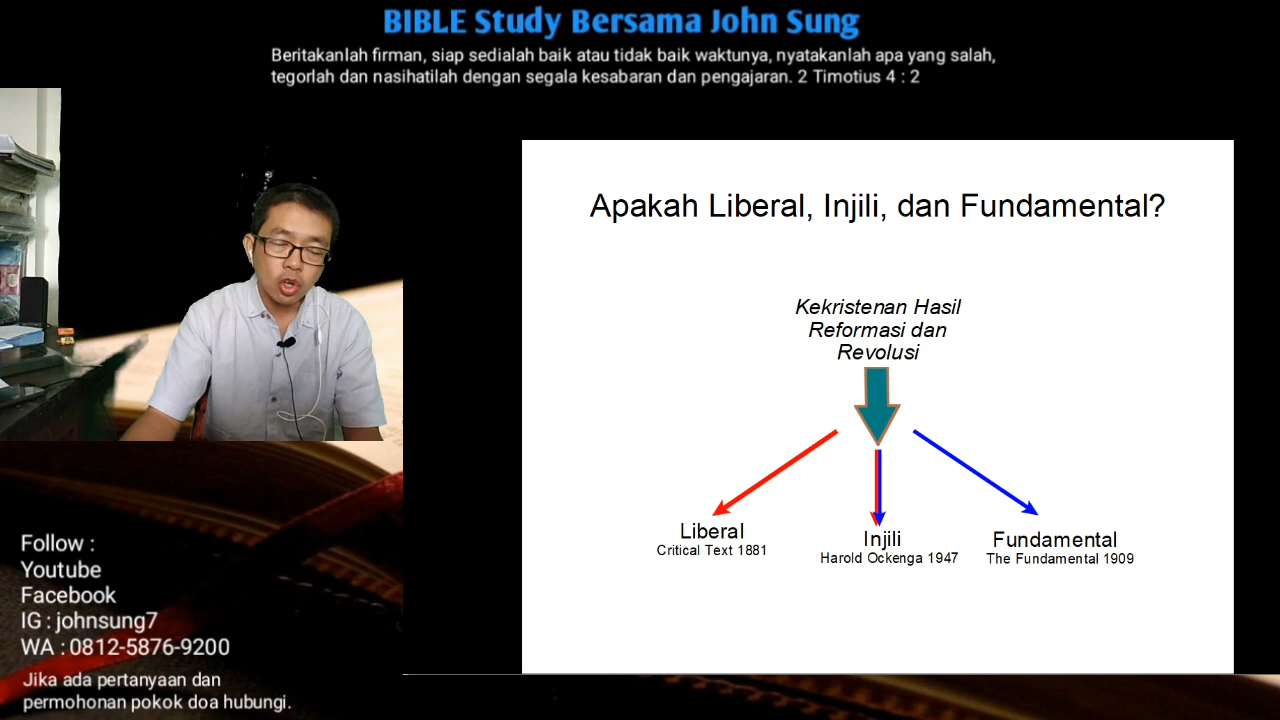 BIBLE Study Bersama John Sung
Beritakanlah firman, siap sedialah baik atau tidak baik waktunya, nyatakanlah apa yang salah,
tegorlah dan nasihatilah dengan segala kesabaran dan pengajaran. 2 Timotius 4 : 2
Apakah Liberal, Injili, dan Fundamental?
Kekristenan Hasil
Reformasi dan
Revolusi
Liberal
Critical Text 1881
Injili
Harold Ockenga 1947
Fundamental
The Fundamental 1909
Follow :
Youtube
Facebook
IG : johnsung7
WA : 0812-5876-9200
Jika ada pertanyaan dan
permohonan pokok doa hubungi.